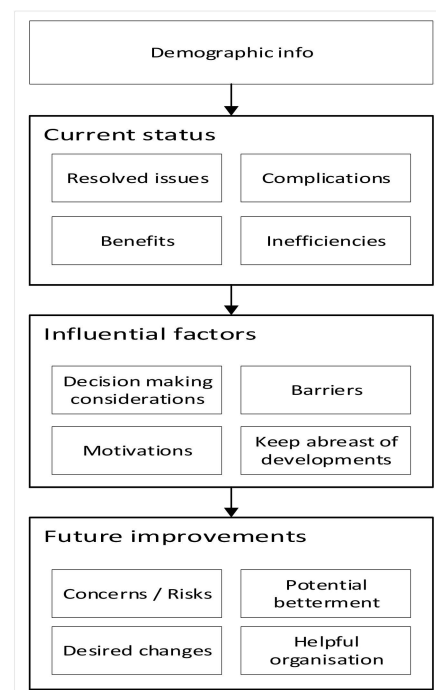 Demographic info
Current status
Resolved issues
Complications
Benefits
Inefficiencies
Influential factors
Decision making
considerations
Barriers
Motivations
Keep abreast of
developments
Future improvements
Concerns / Risks
Potential
betterment
Desired changes
Helpful
organisation